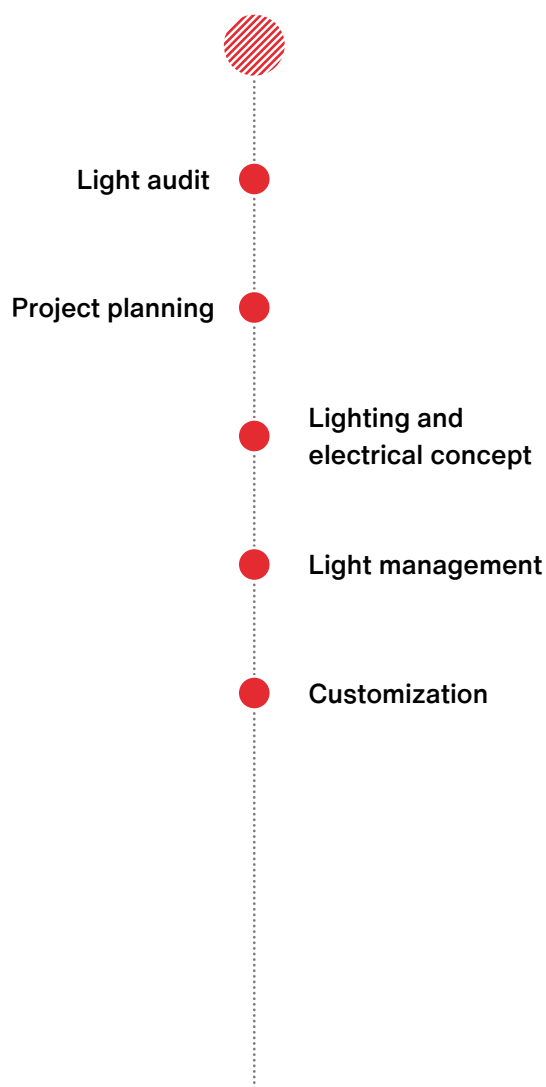 Light audit
Project planning
Lighting and
electrical concept
Light management
Customization